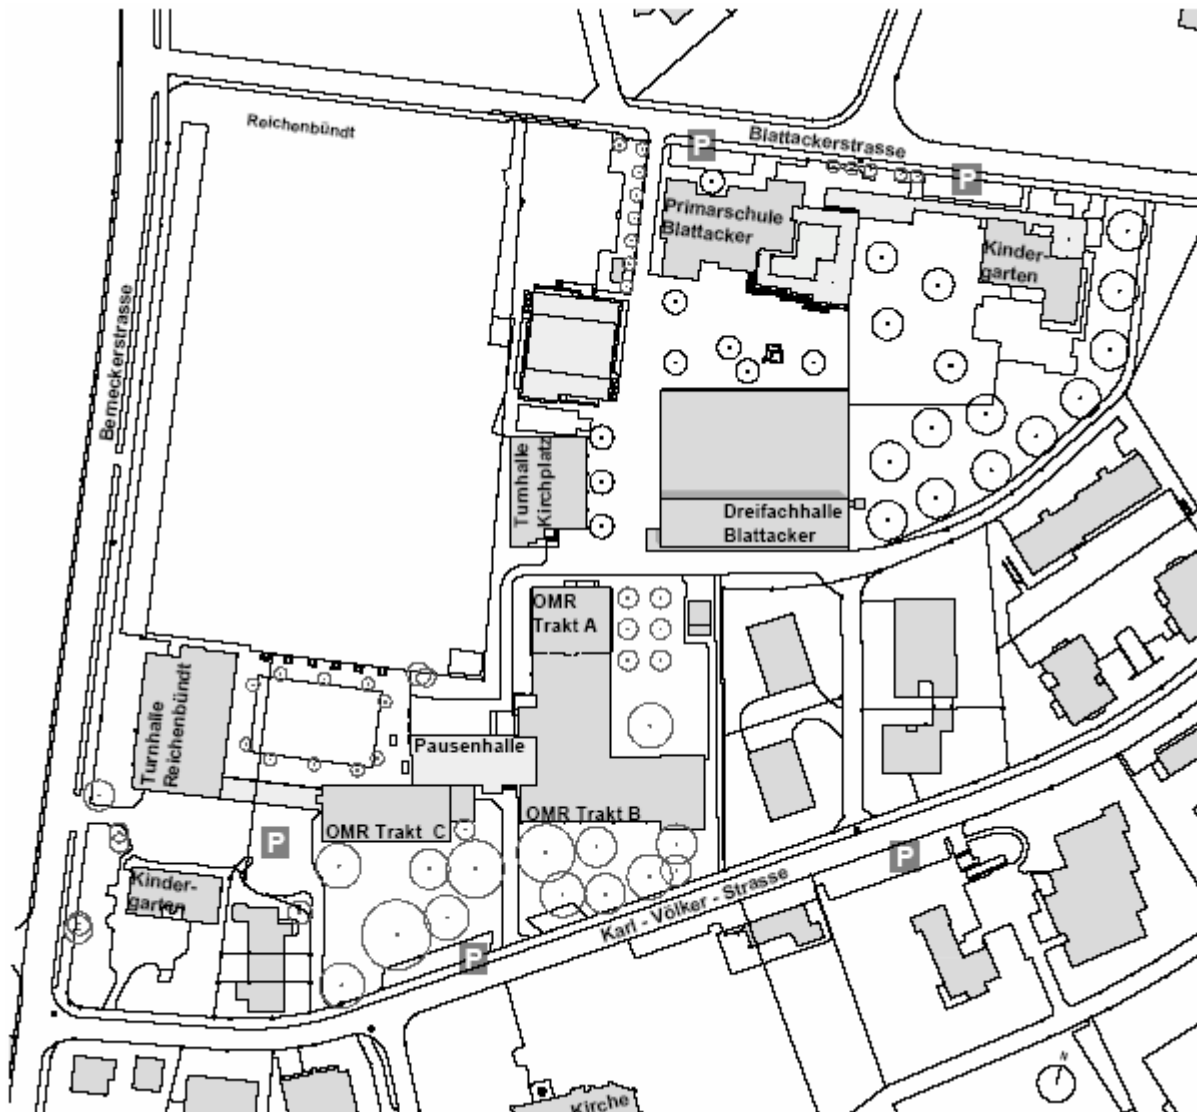 Reichenbündt
Blattackerstrasse
P
P
Primarschule
Blattacker
Kinder-
garten
Berneckerstrasse
Turnhalle
Kirchplatz
Dreifachhalle
Blattacker
OMR
Trakt A
Turnhalle
Reichenbündt
Pausenhalle
OMR Trakt B
OMR Trakt C
P
P
Kinder-
garten
Karl - Völker - Strasse
P
N
Kirche